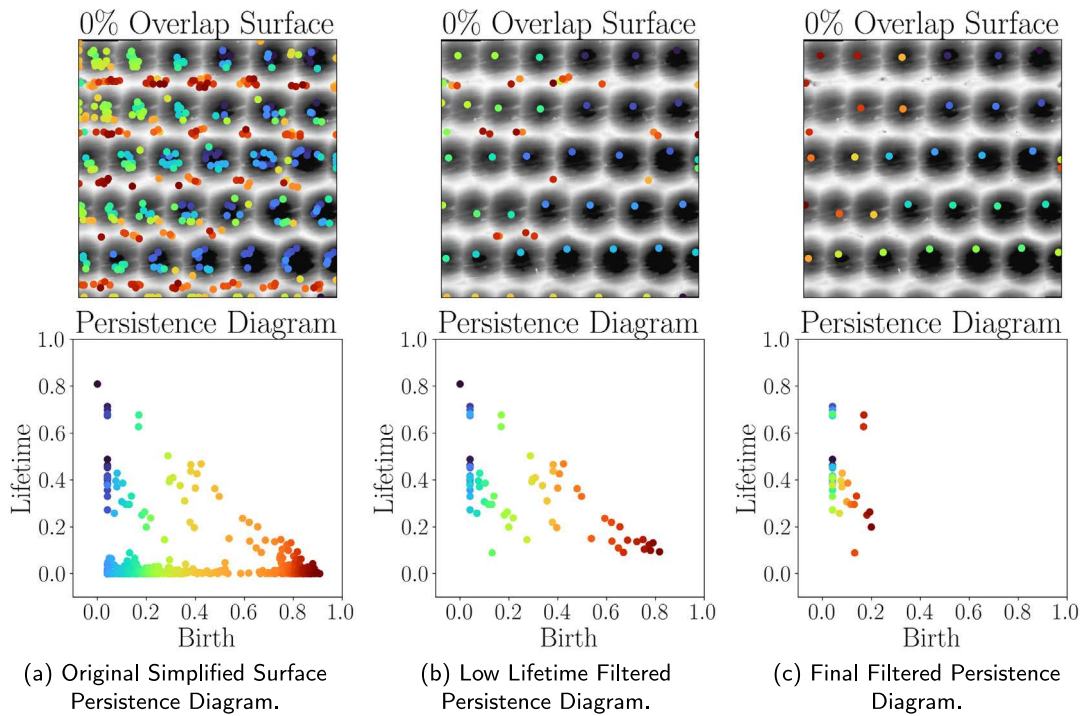 0% Overlap Surface
0% Overlap Surface
0% Overlap Surface
Persistence Diagram
1.0
0.8
0.6
0.4
0.2
0.0
Lifetime
0.0 0.2 0.4 0.6 0.8 1.0
Birth
Persistence Diagram
1.0
0.8
0.6
0.4
0.2
0.0
Lifetime
0.0 0.2 0.4 0.6 0.8 1.0
Birth
Persistence Diagram
1.0
0.8
0.6
0.4
0.2
0.0
Lifetime
0.0 0.2 0.4 0.6 0.8 1.0
Birth
(a) Original Simplified Surface
Persistence Diagram.
(b) Low Lifetime Filtered
Persistence Diagram.
(c) Final Filtered Persistence
Diagram.